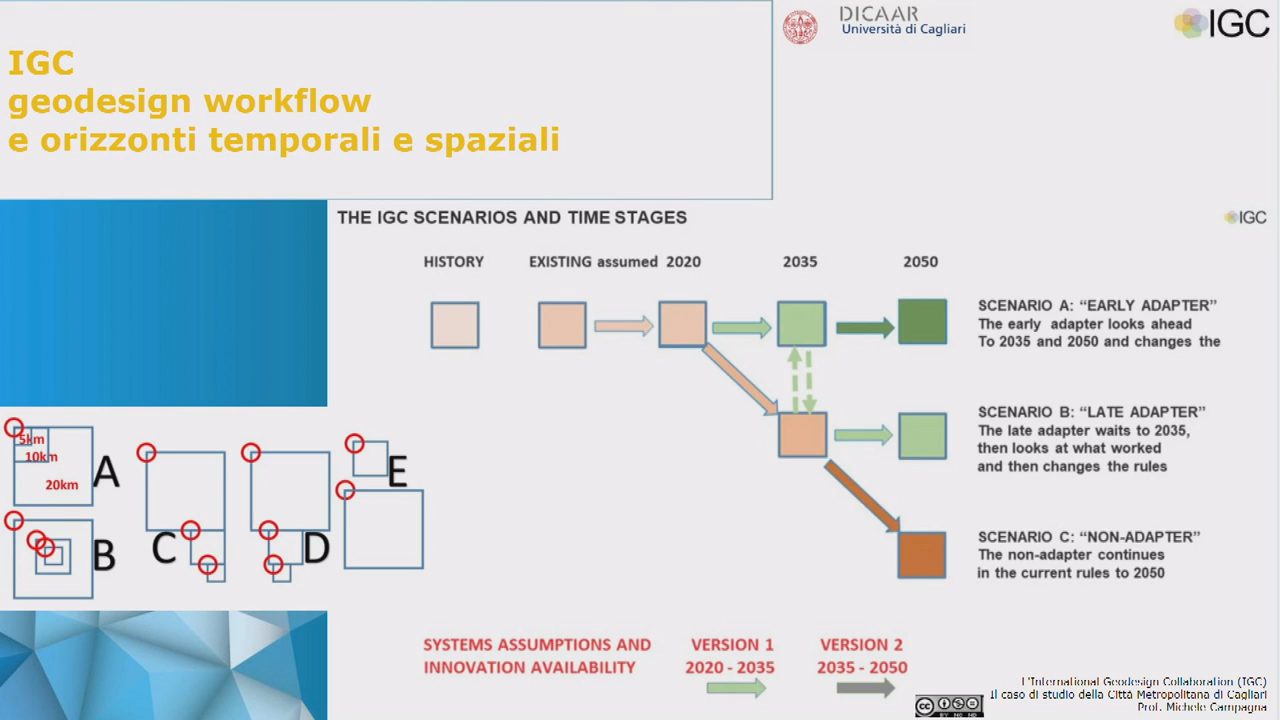 IGC
geodesign workflow
e orizzonti temporali e spaziali
DICAAR
Università di Cagliari
IGC
THE IGC SCENARIOS AND TIME STAGES
IGC
HISTORY
EXISTING assumed 2020
2035
2050
SCENARIO A: “EARLY ADAPTER”
The early adapter looks ahead
To 2035 and 2050 and changes the
SCENARIO B: “LATE ADAPTER”
The late adapter waits to 2035,
then looks at what worked
and then changes the rules
SCENARIO C: “NON-ADAPTER”
The non-adapter continues
in the current rules to 2050
5km
10km
20km
A
B
C
D
E
SYSTEMS ASSUMPTIONS AND
INNOVATION AVAILABILITY
VERSION 1
2020 - 2035
VERSION 2
2035 - 2050
cc
BY NC ND
L'International Geodesign Collaboration (IGC)
Il caso di studio della Città Metropolitana di Cagliari
Prof. Michele Campagna